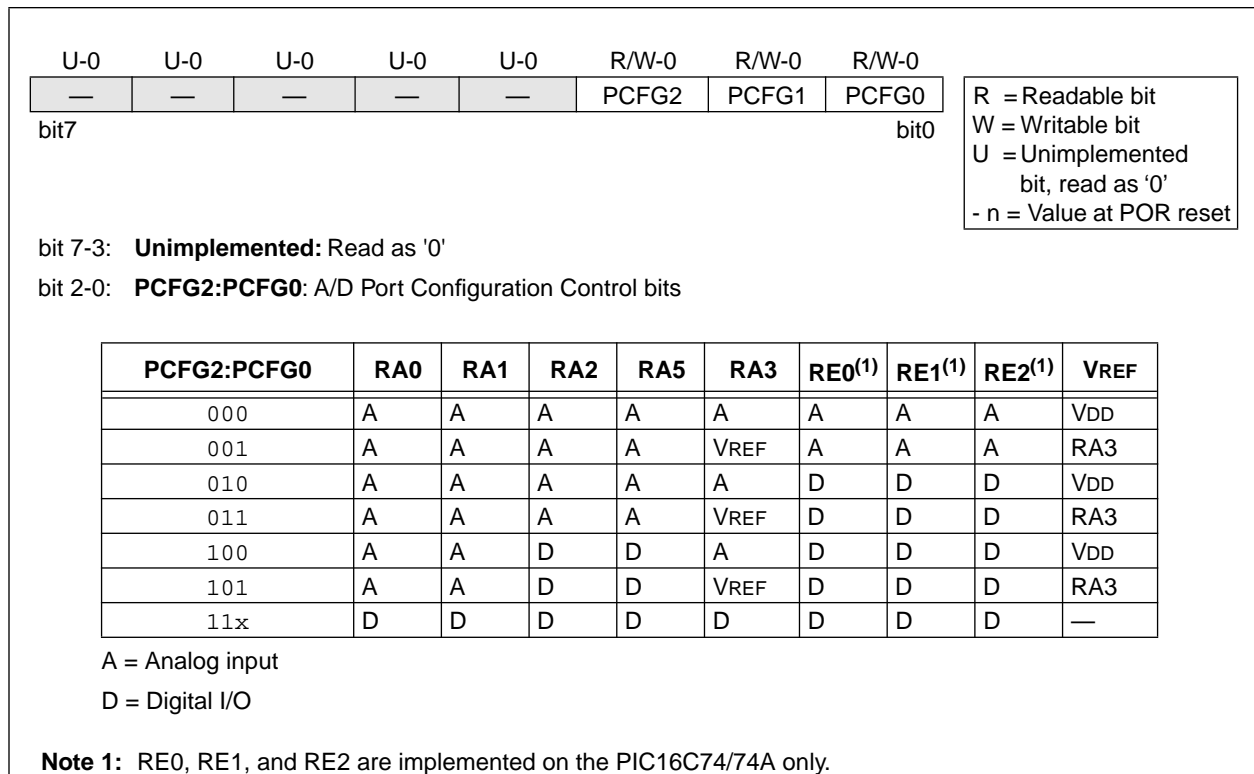 U-0 U-0 U-0 U-0 U-0 R/W-0 R/W-0 R/W-0
— — — — — PCFG2 PCFG1 PCFG0
bit7 bit0
R = Readable bit
W = Writable bit
U = Unimplemented
bit, read as ‘0’
- n = Value at POR reset
bit 7-3: Unimplemented: Read as '0'
bit 2-0: PCFG2:PCFG0: A/D Port Configuration Control bits
PCFG2:PCFG0 RA0 RA1 RA2 RA5 RA3 RE0(1) RE1(1) RE2(1) VREF
000 A A A A A A A A VDD
001 A A A A VREF A A A RA3
010 A A A A A D D D VDD
011 A A A A VREF D D D RA3
100 A A D D A D D D VDD
101 A A D D VREF D D D RA3
11x D D D D D D D D —
A = Analog input
D = Digital I/O
Note 1: RE0, RE1, and RE2 are implemented on the PIC16C74/74A only.